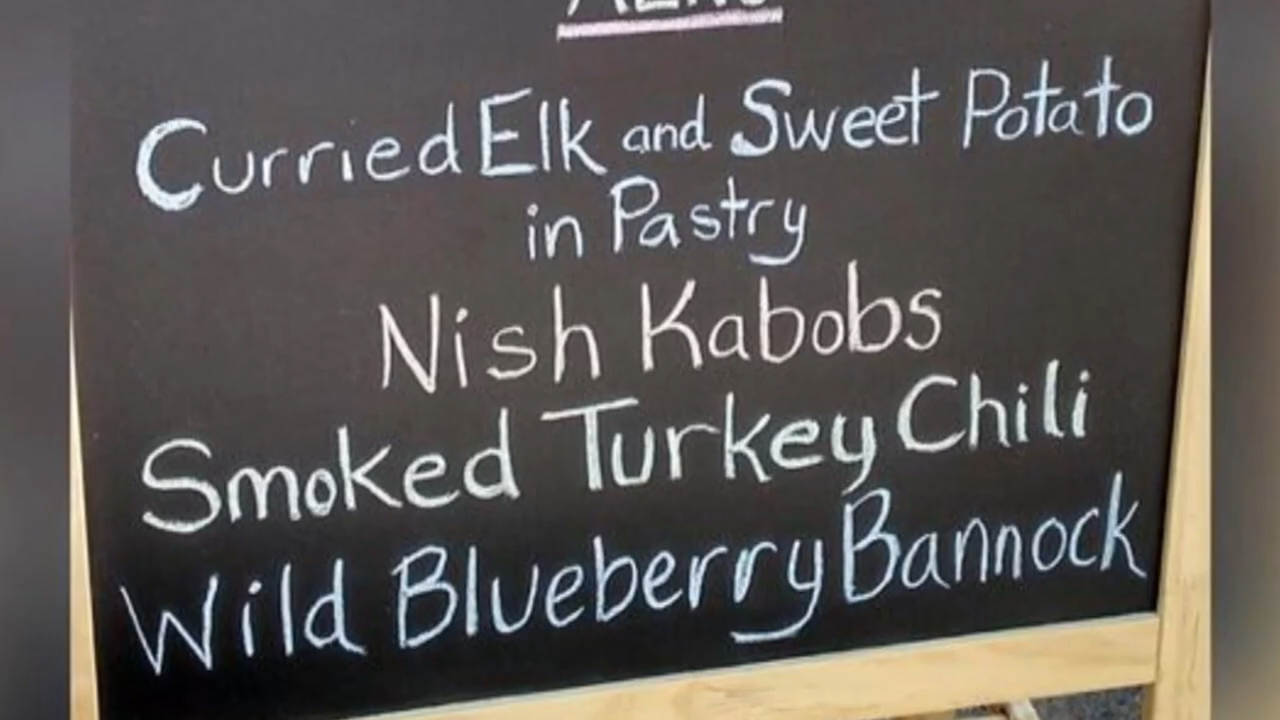 Curried Elk and Sweet Potato
in Pastry
Nish Kabobs
Smoked Turkey Chili
Wild Blueberry Bannock